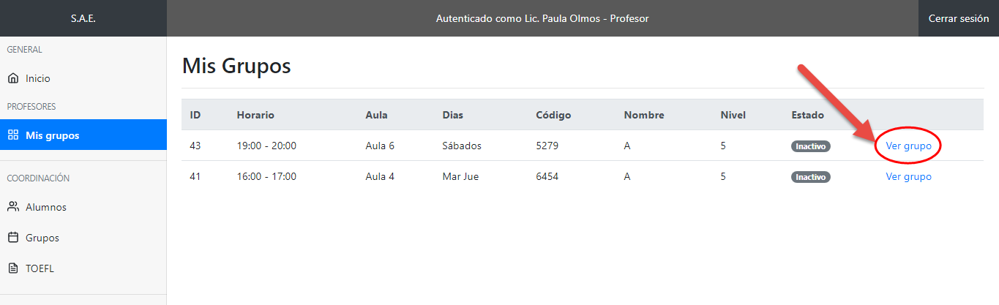 S.A.E.
Autenticado como Lic. Paula Olmos - Profesor
Cerrar sesión
GENERAL
Inicio
PROFESORES
Mis grupos
COORDINACIÓN
Alumnos
Grupos
TOEFL
Mis Grupos
ID Horario Aula Dias Código Nombre Nivel Estado
43 19:00 - 20:00 Aula 6 Sábados 5279 A 5 Inactivo Ver grupo
41 16:00 - 17:00 Aula 4 Mar Jue 6454 A 5 Inactivo Ver grupo